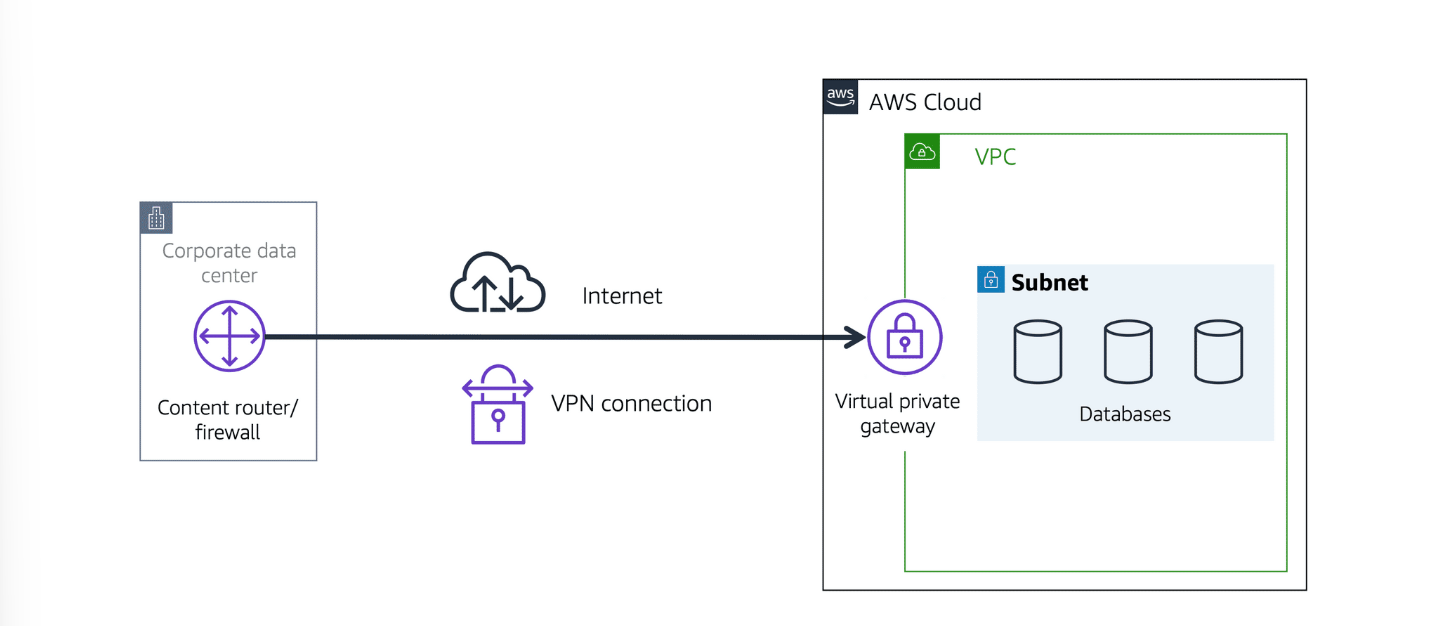 aws
AWS Cloud
VPC
Corporate data
center
Content router/
firewall
Internet
VPN connection
Virtual private
gateway
Subnet
Databases